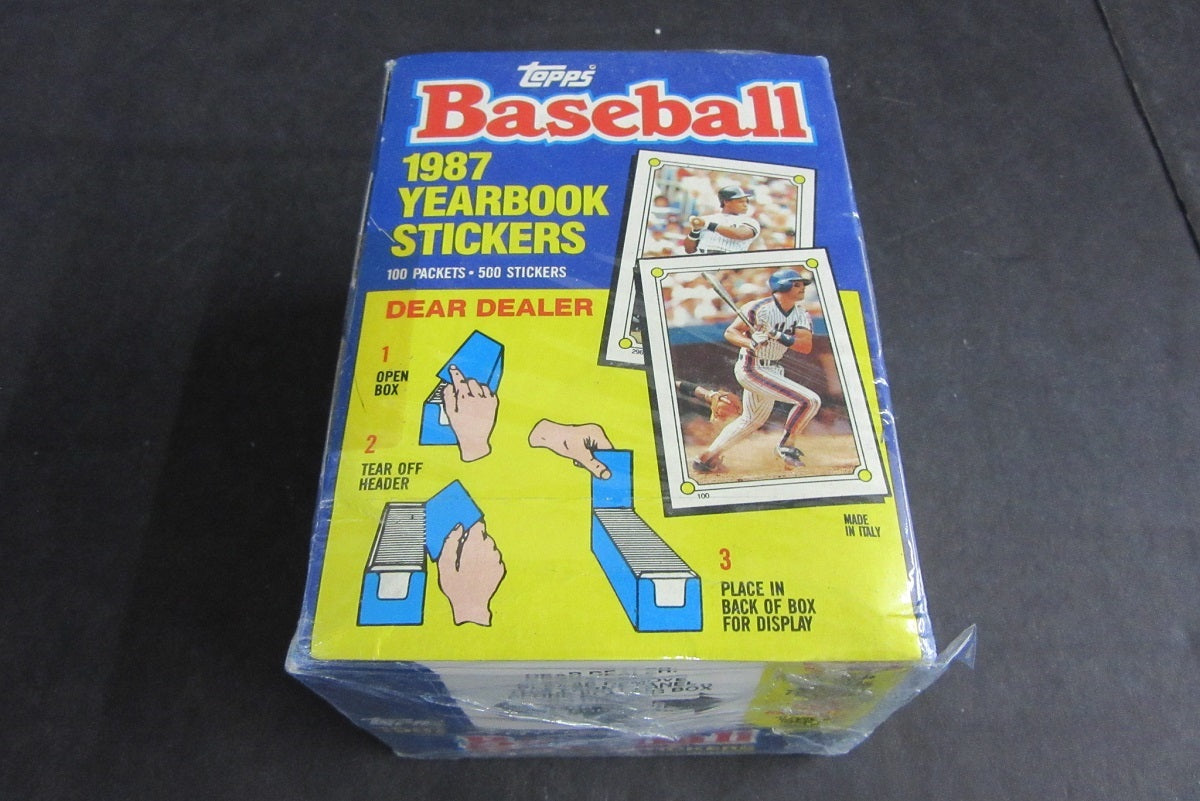 topps
Baseball
1987
YEARBOOK
STICKERS
100 PACKETS • 500 STICKERS
DEAR DEALER
1
OPEN
BOX
2
TEAR OFF
HEADER
3
PLACE IN
BACK OF BOX
FOR DISPLAY
100
MADE
IN ITALY
Baseball